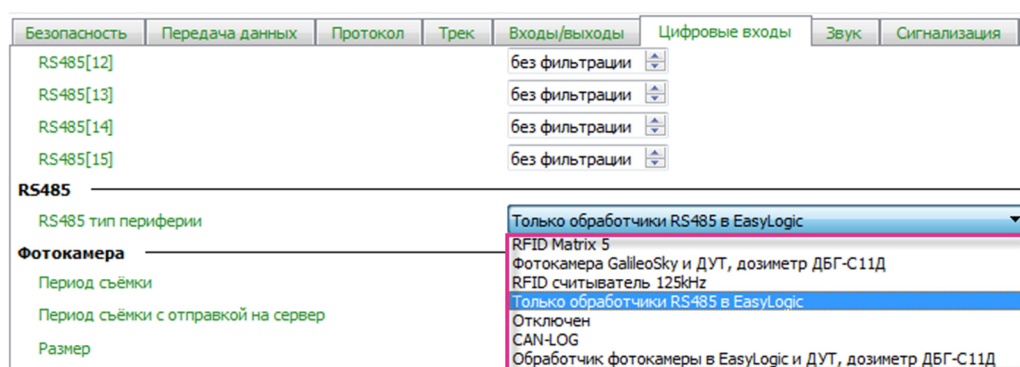 Безопасность Передача данных Протокол Трек Входы/выходы Цифровые входы Звук Сигнализация
RS485[12] без фильтрации
RS485[13] без фильтрации
RS485[14] без фильтрации
RS485[15] без фильтрации
RS485
RS485 тип периферии Только обработчики RS485 в EasyLogic
RFID Matrix 5
Фотокамера
Фотокамера GalileoSky и ДУТ, дозиметр ДБГ-С11Д
Период съёмки RFID считыватель 125kHz
Только обработчики RS485 в EasyLogic
Период съёмки с отправкой на сервер Отключен
CAN-LOG
Размер Обработчик фотокамеры в EasyLogic и ДУТ, дозиметр ДБГ-С11Д